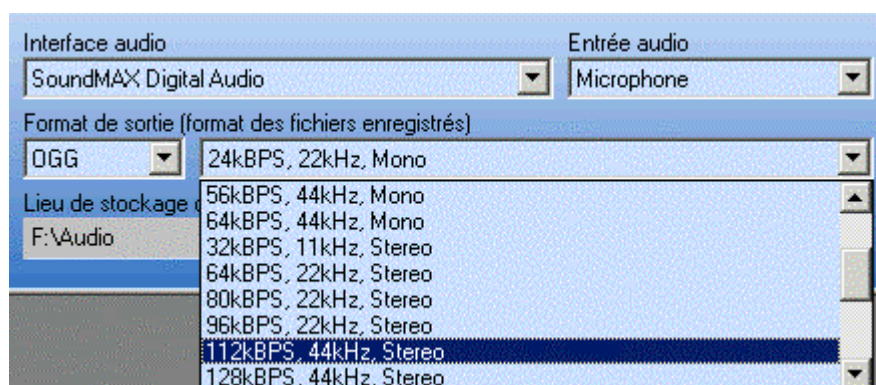 Interface audio Entrée audio
SoundMAX Digital Audio Microphone
Format de sortie (format des fichiers enregistrés)
OGG 24kBPS, 22kHz, Mono
56kBPS, 44kHz, Mono
Lieu de stockage
64kBPS, 44kHz, Mono
32kBPS, 11kHz, Stereo
F:\Audio
64kBPS, 22kHz, Stereo
80kBPS, 22kHz, Stereo
96kBPS, 22kHz, Stereo
112kBPS, 44kHz, Stereo
128kBPS, 44kHz, Stereo